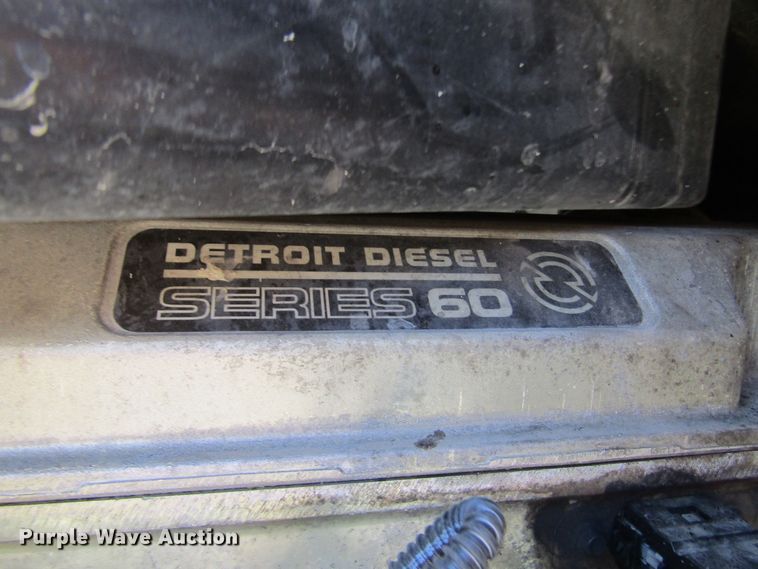 DETROIT DIESEL
SERIES 60
Purple Wave Auction